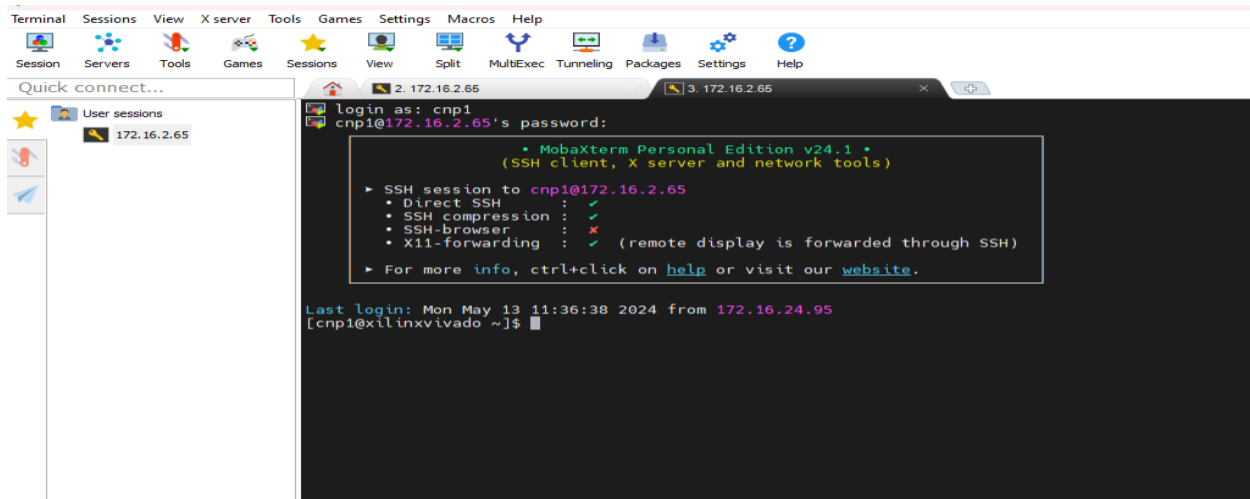 Terminal Sessions View X server Tools Games Settings Macros Help
Session Servers Tools Games Sessions View Split MultiExec Tunneling Packages Settings Help
Quick connect...
2. 172.16.2.65
3. 172.16.2.65
User sessions
172.16.2.65
login as: cnp1
cnp1@172.16.2.65's password:
• MobaXterm Personal Edition v24.1 •
(SSH client, X server and network tools)
► SSH session to cnp1@172.16.2.65
• Direct SSH : ✓
• SSH compression : ✓
• SSH-browser : ✘
• X11-forwarding : ✓ (remote display is forwarded through SSH)
► For more info, ctrl+click on help or visit our website.
Last login: Mon May 13 11:36:38 2024 from 172.16.24.95
[cnp1@xilinxvivado ~]$